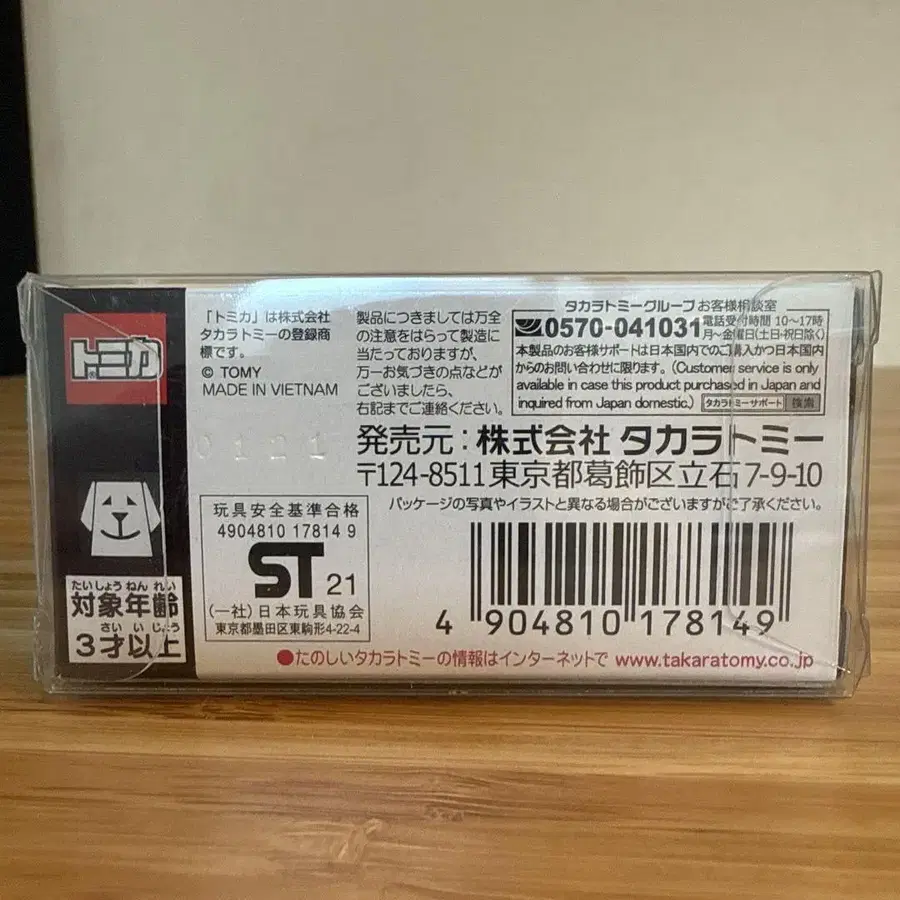 トミカ
®
たいしょうねんれい
対象年齢
さいいじょう
3才以上
「トミカ」は株式会社
タカラトミーの登録商
標です。
© TOMY
MADE IN VIETNAM
0121
玩具安全基準合格
4904810 17814 9
ST 21
(一社)日本玩具協会
東京都墨田区東駒形4-22-4
製品につきましては万全
の注意をはらって製造に
当たっておりますが、
万一お気づきの点などが
ございましたら、
右記までご連絡ください。
タカラトミーグループ お客様相談室
0570-041031 電話受付時間 10～17時
月～金曜日(土日・祝日除く)
本製品のお客様サポートは日本国内でのご購入かつ日本国内
からのお問い合わせに限ります。(Customer service is only
available in case this product purchased in Japan and
inquired from Japan domestic.) タカラトミーサポート 検索
発売元：株式会社 タカラトミー
〒124-8511 東京都葛飾区立石7-9-10
パッケージの写真やイラストと異なる場合がございますがご了承ください。
4 904810 178149
●たのしいタカラトミーの情報はインターネットで www.takaratomy.co.jp